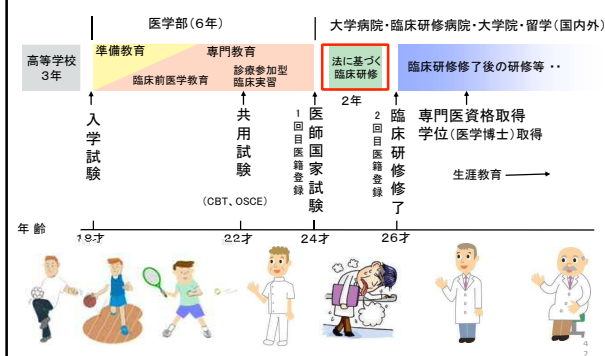 医学部(6年)
大学病院・臨床研修病院・大学院・留学(国内外)
高等学校
3年
準備教育
専門教育
臨床前医学教育
診療参加型
臨床実習
法に基づく
臨床研修
臨床研修修了後の研修等 ・・
2年
入学試験
共用試験
(CBT、OSCE)
1回目医籍登録
医師国家試験
2回目医籍登録
臨床研修修了
専門医資格取得
学位(医学博士)取得
生涯教育
年 齢
18才
22才
24才
26才
42